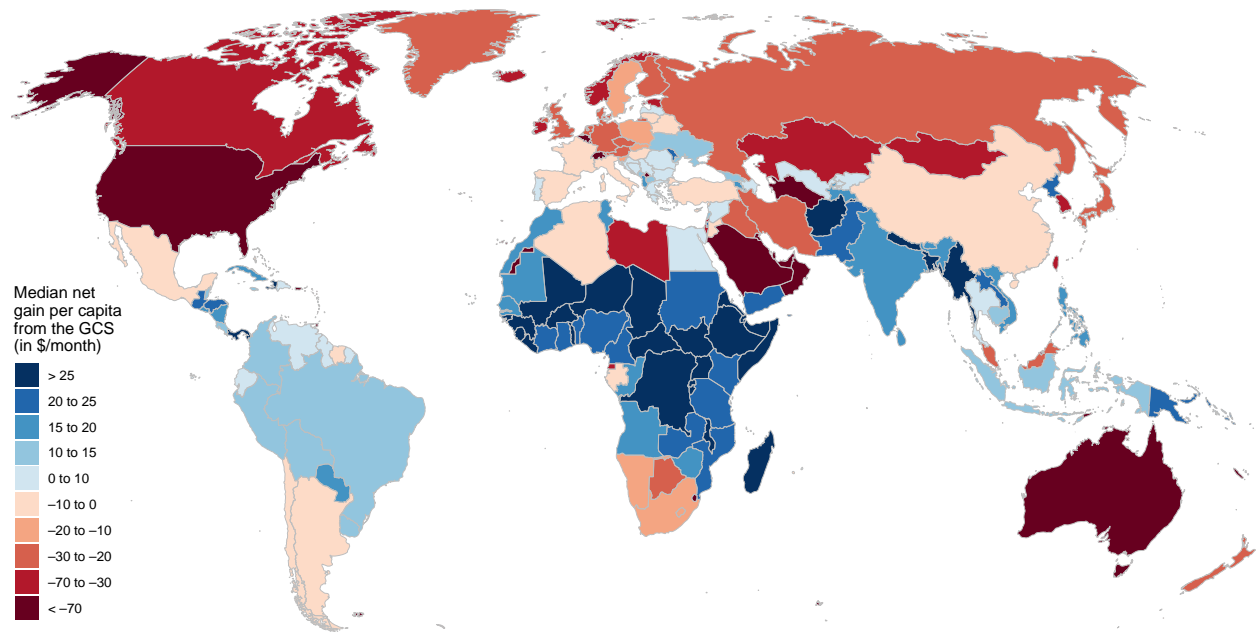 Median net
gain per capita
from the GCS
(in $/month)
> 25
20 to 25
15 to 20
10 to 15
0 to 10
−10 to 0
−20 to −10
−30 to −20
−70 to −30
< −70